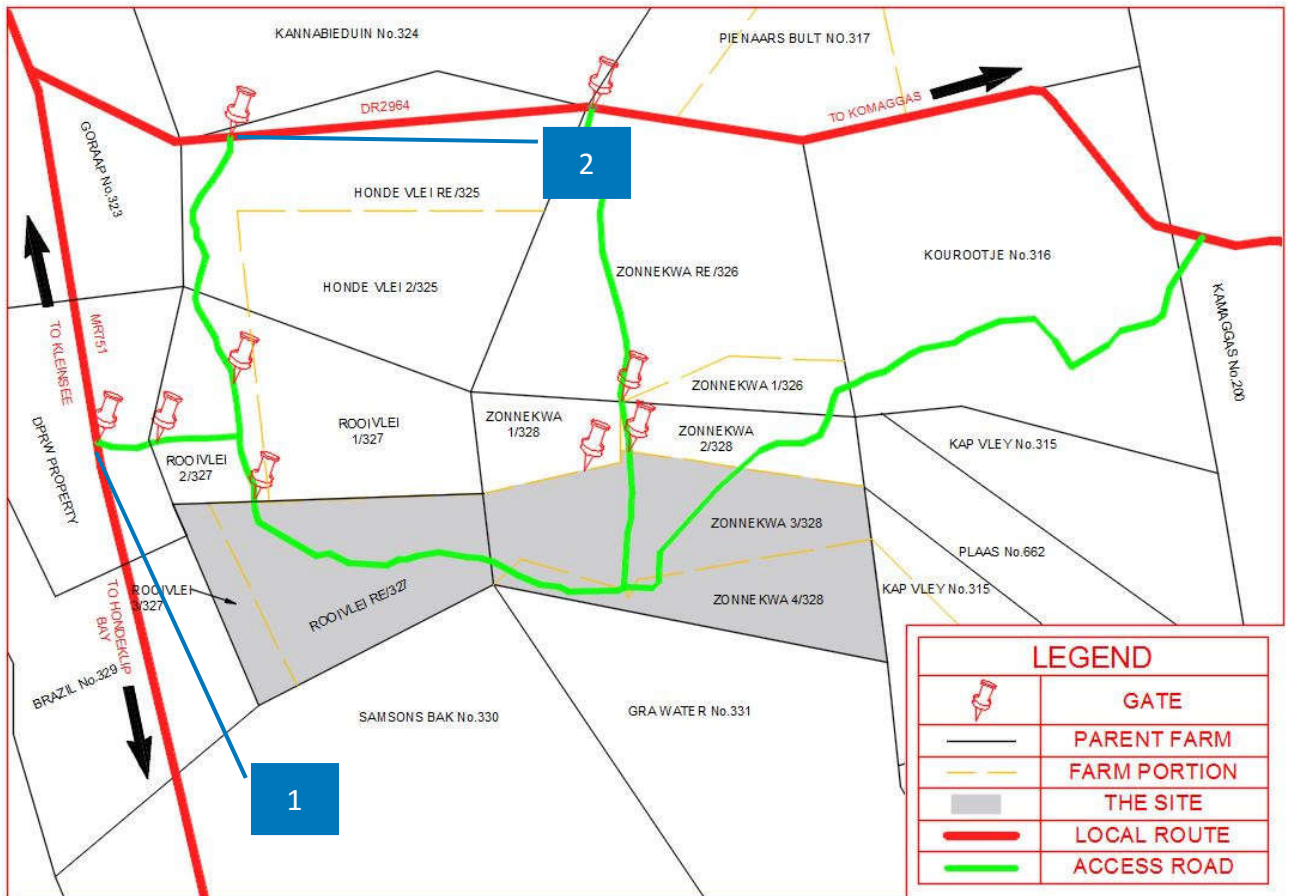 KANNABIEDUIN No.324
PIENAARS BULT NO.317
DR2964
TO KOMAGGAS
GORAAP No.323
2
HONDE VLEI RE/325
KOUROOTJE No.316
ZONNEKWA RE/326
HONDE VLEI 2/325
KAMAGGAS No.200
MR751
TO KLEINSEE
ZONNEKWA 1/326
ROOIVLEI
1/327
ZONNEKWA
1/328
ZONNEKWA
2/328
KAP VLEY No.315
DPRW PROPERTY
ROOIVLEI
2/327
ZONNEKWA 3/328
PLAAS No.662
ROOIVLEI
3/327
ROOIVLEI RE/327
ZONNEKWA 4/328
KAP VLEY No.315
TO HONDEKLIP
BAY
BRAZIL No.329
SAMSONS BAK No.330
GRAWATER No.331
1
LEGEND
GATE
PARENT FARM
FARM PORTION
THE SITE
LOCAL ROUTE
ACCESS ROAD